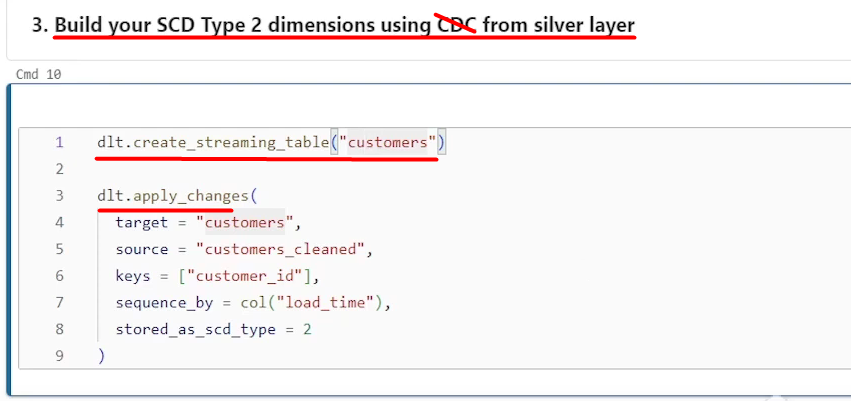 3. Build your SCD Type 2 dimensions using CDC from silver layer
Cmd 10
1 dlt.create_streaming_table("customers")
2
3 dlt.apply_changes(
4 target = "customers",
5 source = "customers_cleaned",
6 keys = ["customer_id"],
7 sequence_by = col("load_time"),
8 stored_as_scd_type = 2
9 )